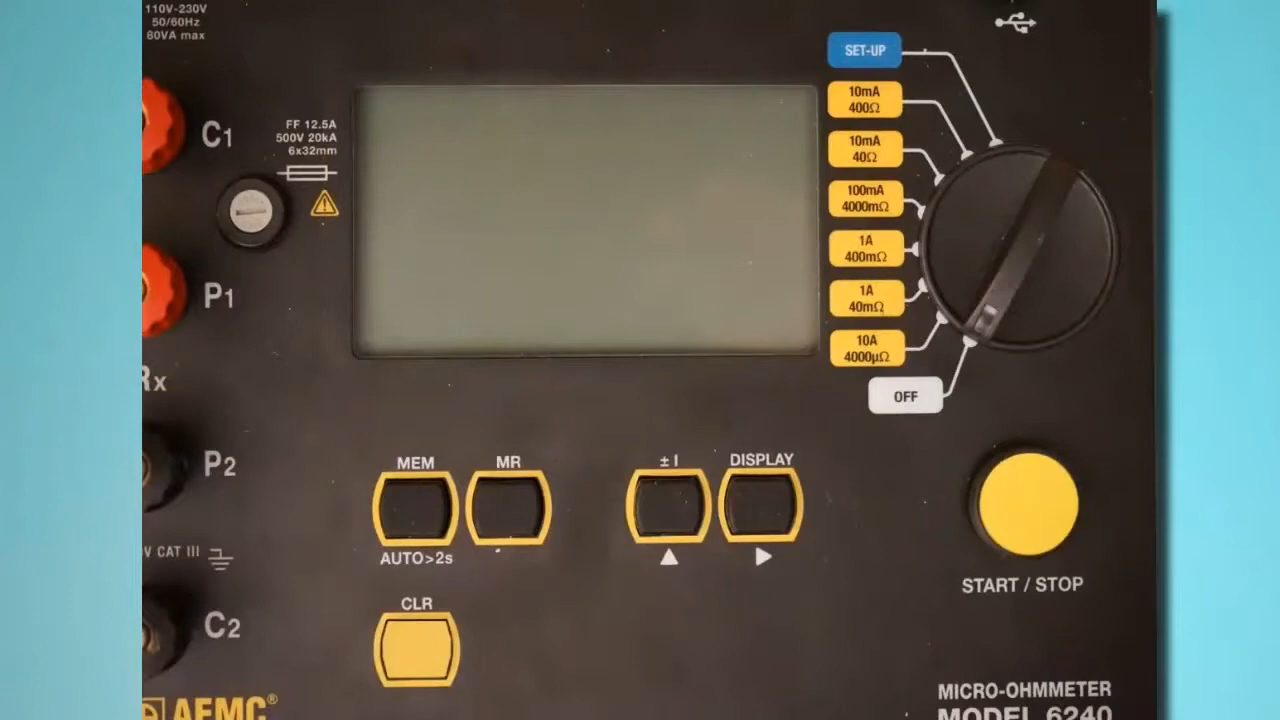 110V-230V
50/60Hz
80VA max
SET-UP
10mA
400Ω
10mA
40Ω
100mA
4000mΩ
1A
400mΩ
1A
40mΩ
10A
4000µΩ
OFF
C1
FF 12.5A
500V 20kA
6x32mm
P1
Rx
P2
V CAT III
C2
MEM
MR
± I
DISPLAY
AUTO>2s
CLR
START / STOP
AEMC®
MICRO-OHMMETER
MODEL 6240